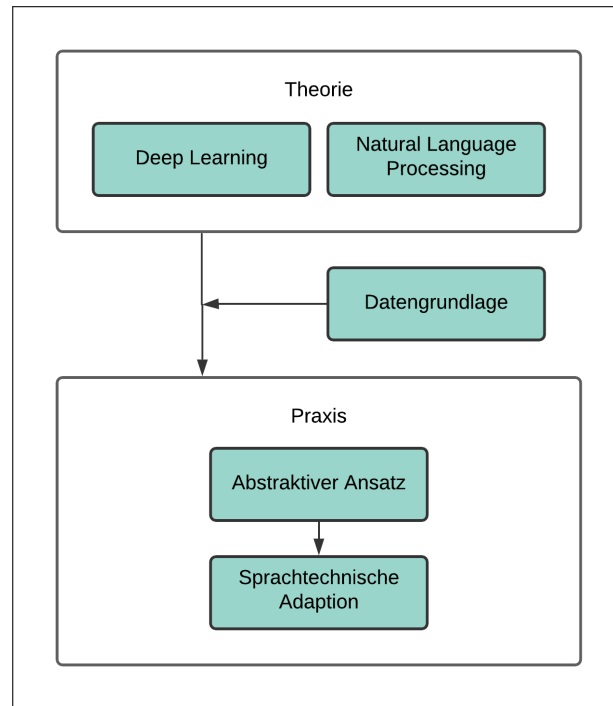 Theorie
Deep Learning
Natural Language
Processing
Datengrundlage
Praxis
Abstraktiver Ansatz
Sprachtechnische
Adaption